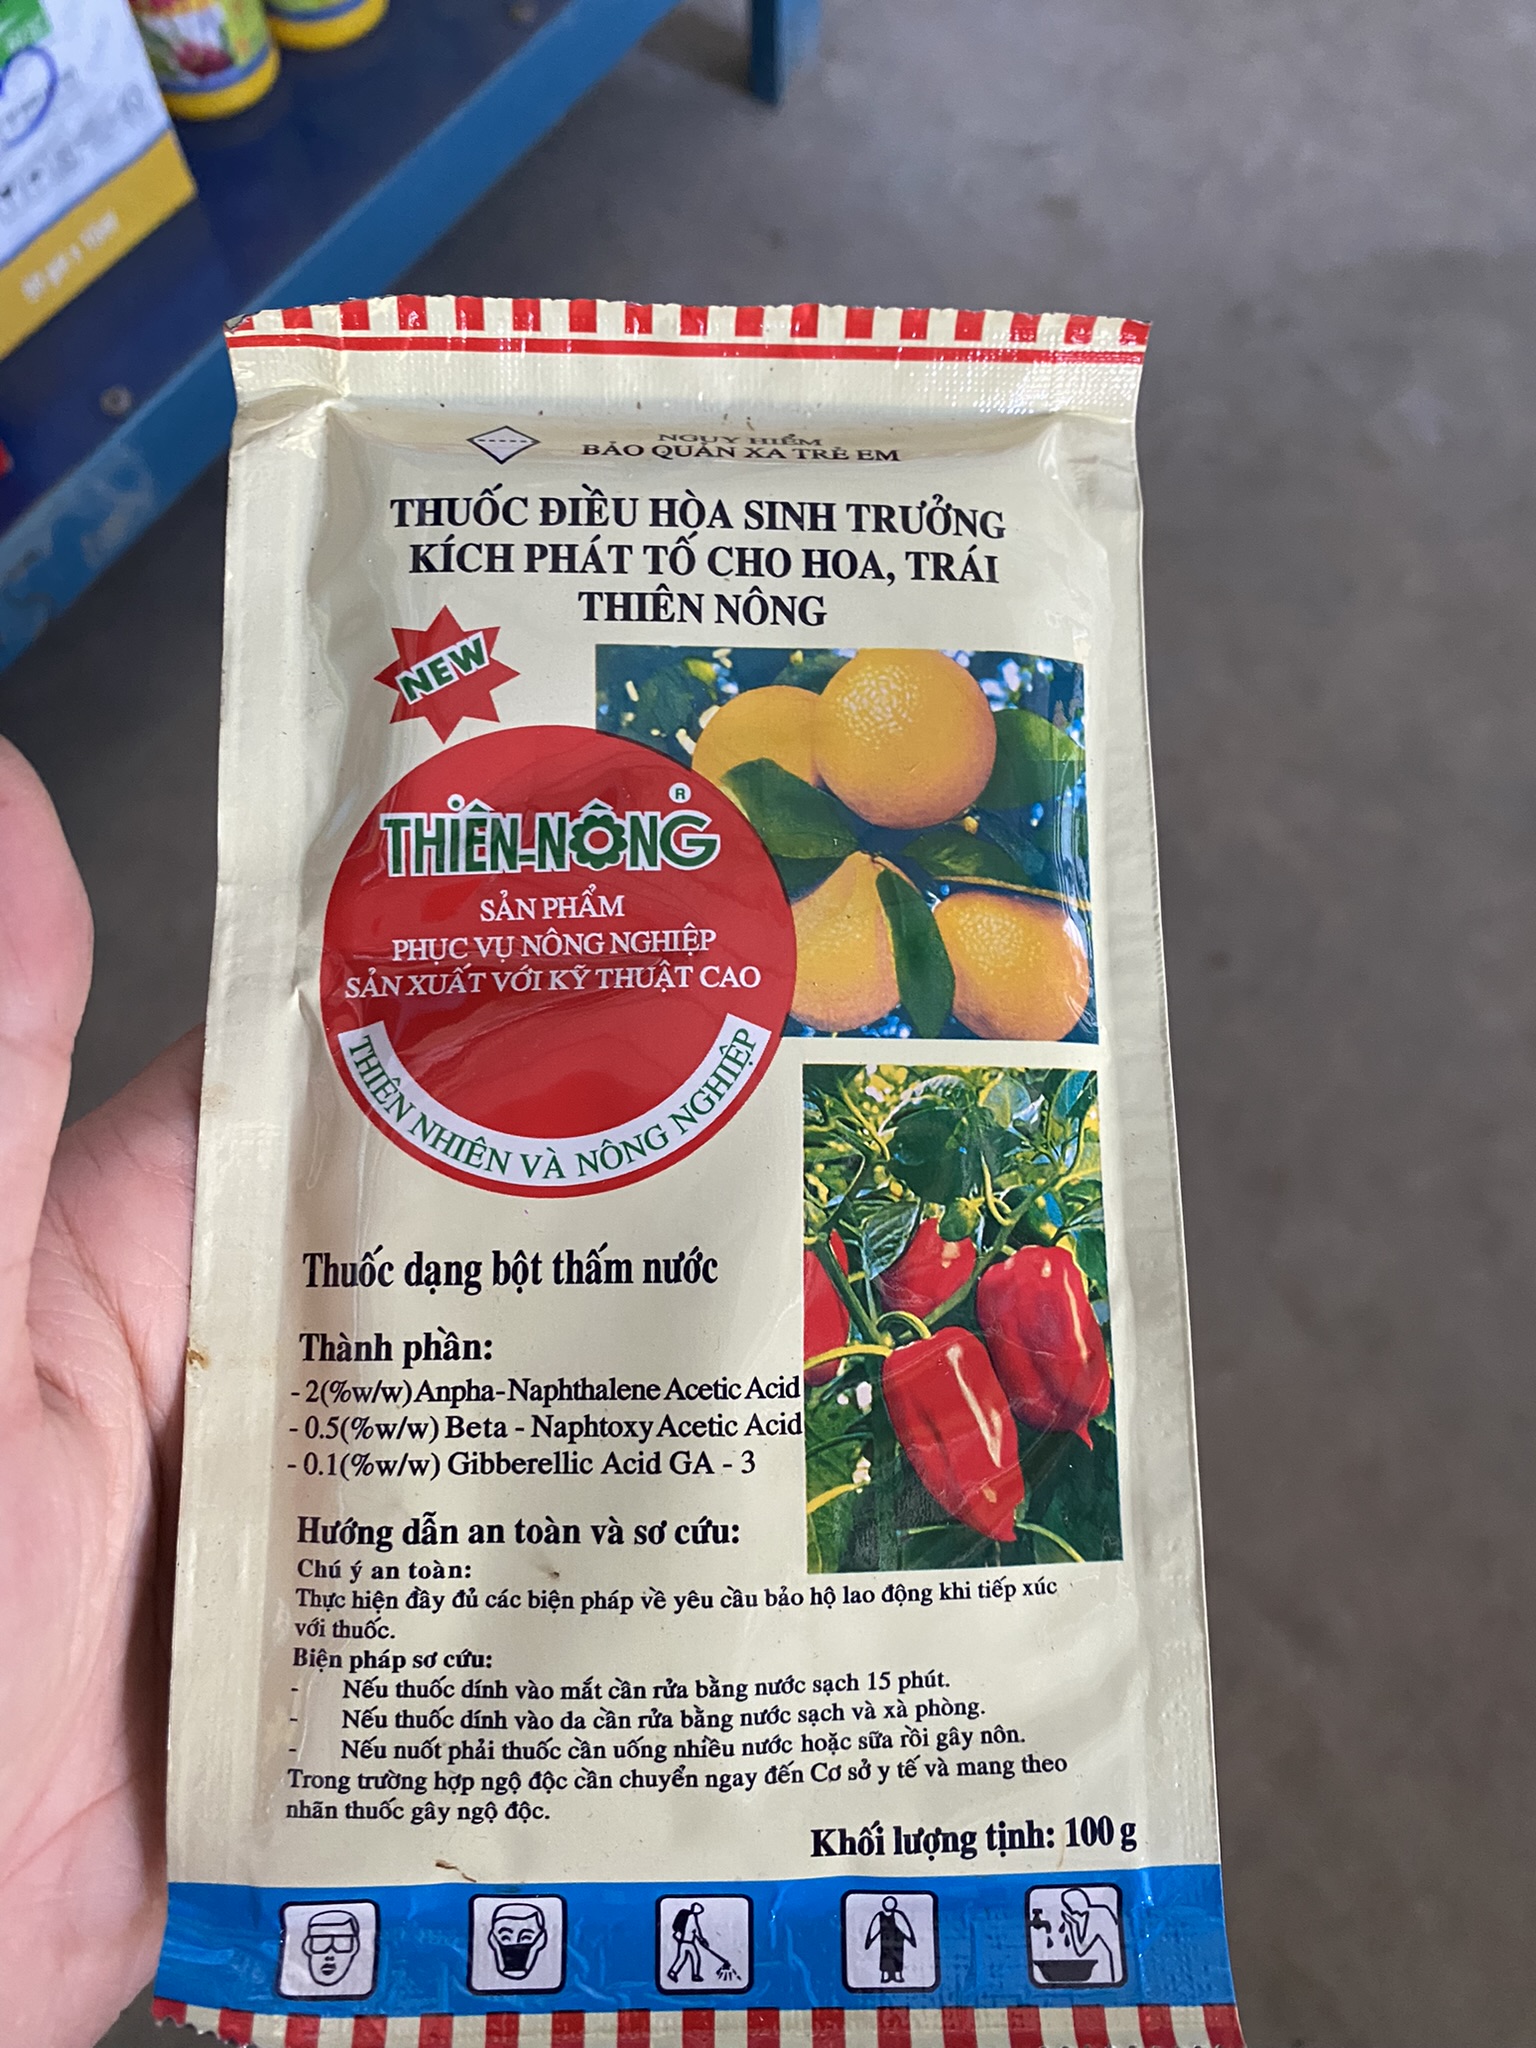 NGUY HIỂM
BẢO QUẢN XA TRẺ EM
THUỐC ĐIỀU HÒA SINH TRƯỞNG
KÍCH PHÁT TỐ CHO HOA, TRÁI
THIÊN NÔNG
NEW
THIÊN-NÔNG ®
SẢN PHẨM
PHỤC VỤ NÔNG NGHIỆP
SẢN XUẤT VỚI KỸ THUẬT CAO
THIÊN NHIÊN VÀ NÔNG NGHIỆP
Thuốc dạng bột thấm nước
Thành phần:
- 2(%w/w) Anpha-Naphthalene Acetic Acid
- 0.5(%w/w) Beta - Naphtoxy Acetic Acid
- 0.1(%w/w) Gibberellic Acid GA - 3
Hướng dẫn an toàn và sơ cứu:
Chú ý an toàn:
Thực hiện đầy đủ các biện pháp về yêu cầu bảo hộ lao động khi tiếp xúc
với thuốc.
Biện pháp sơ cứu:
- Nếu thuốc dính vào mắt cần rửa bằng nước sạch 15 phút.
- Nếu thuốc dính vào da cần rửa bằng nước sạch và xà phòng.
- Nếu nuốt phải thuốc cần uống nhiều nước hoặc sữa rồi gây nôn.
Trong trường hợp ngộ độc cần chuyển ngay đến Cơ sở y tế và mang theo
nhãn thuốc gây ngộ độc.
Khối lượng tịnh: 100 g